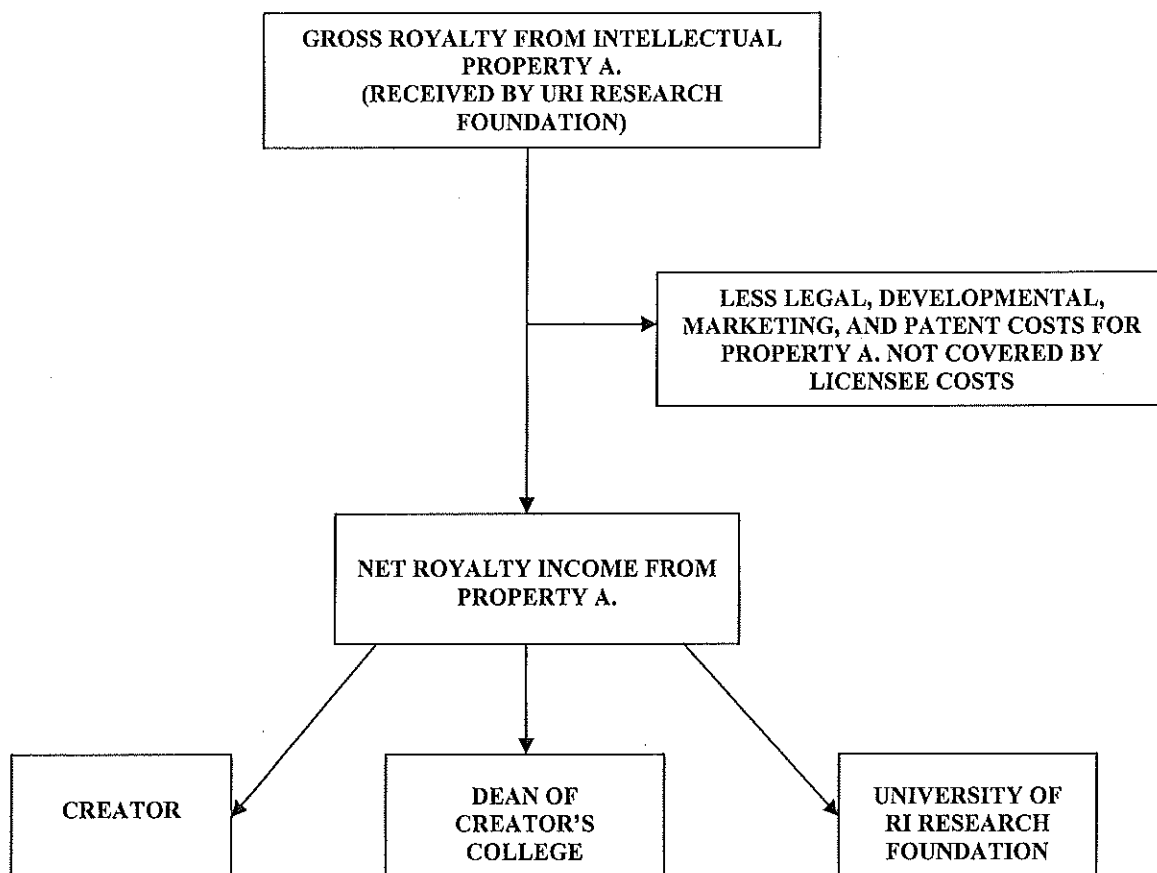 GROSS ROYALTY FROM INTELLECTUAL
PROPERTY A.
(RECEIVED BY URI RESEARCH
FOUNDATION)
LESS LEGAL, DEVELOPMENTAL,
MARKETING, AND PATENT COSTS FOR
PROPERTY A. NOT COVERED BY
LICENSEE COSTS
NET ROYALTY INCOME FROM
PROPERTY A.
CREATOR
DEAN OF
CREATOR'S
COLLEGE
UNIVERSITY OF
RI RESEARCH
FOUNDATION